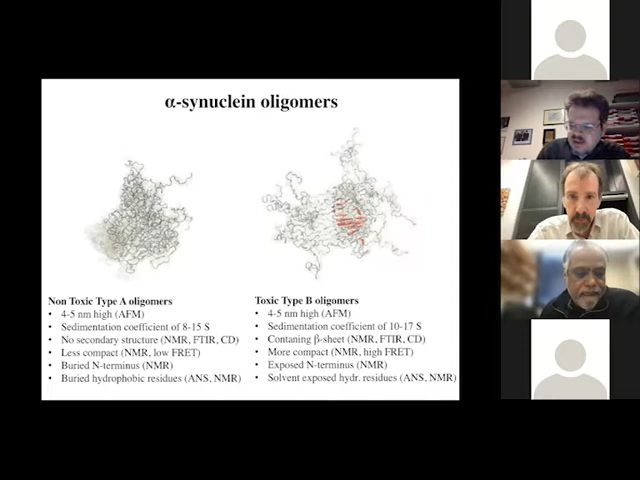 α-synuclein oligomers
Non Toxic Type A oligomers
• 4-5 nm high (AFM)
• Sedimentation coefficient of 8-15 S
• No secondary structure (NMR, FTIR, CD)
• Less compact (NMR, low FRET)
• Buried N-terminus (NMR)
• Buried hydrophobic residues (ANS, NMR)
Toxic Type B oligomers
• 4-5 nm high (AFM)
• Sedimentation coefficient of 10-17 S
• Contaning β-sheet (NMR, FTIR, CD)
• More compact (NMR, high FRET)
• Exposed N-terminus (NMR)
• Solvent exposed hydr. residues (ANS, NMR)